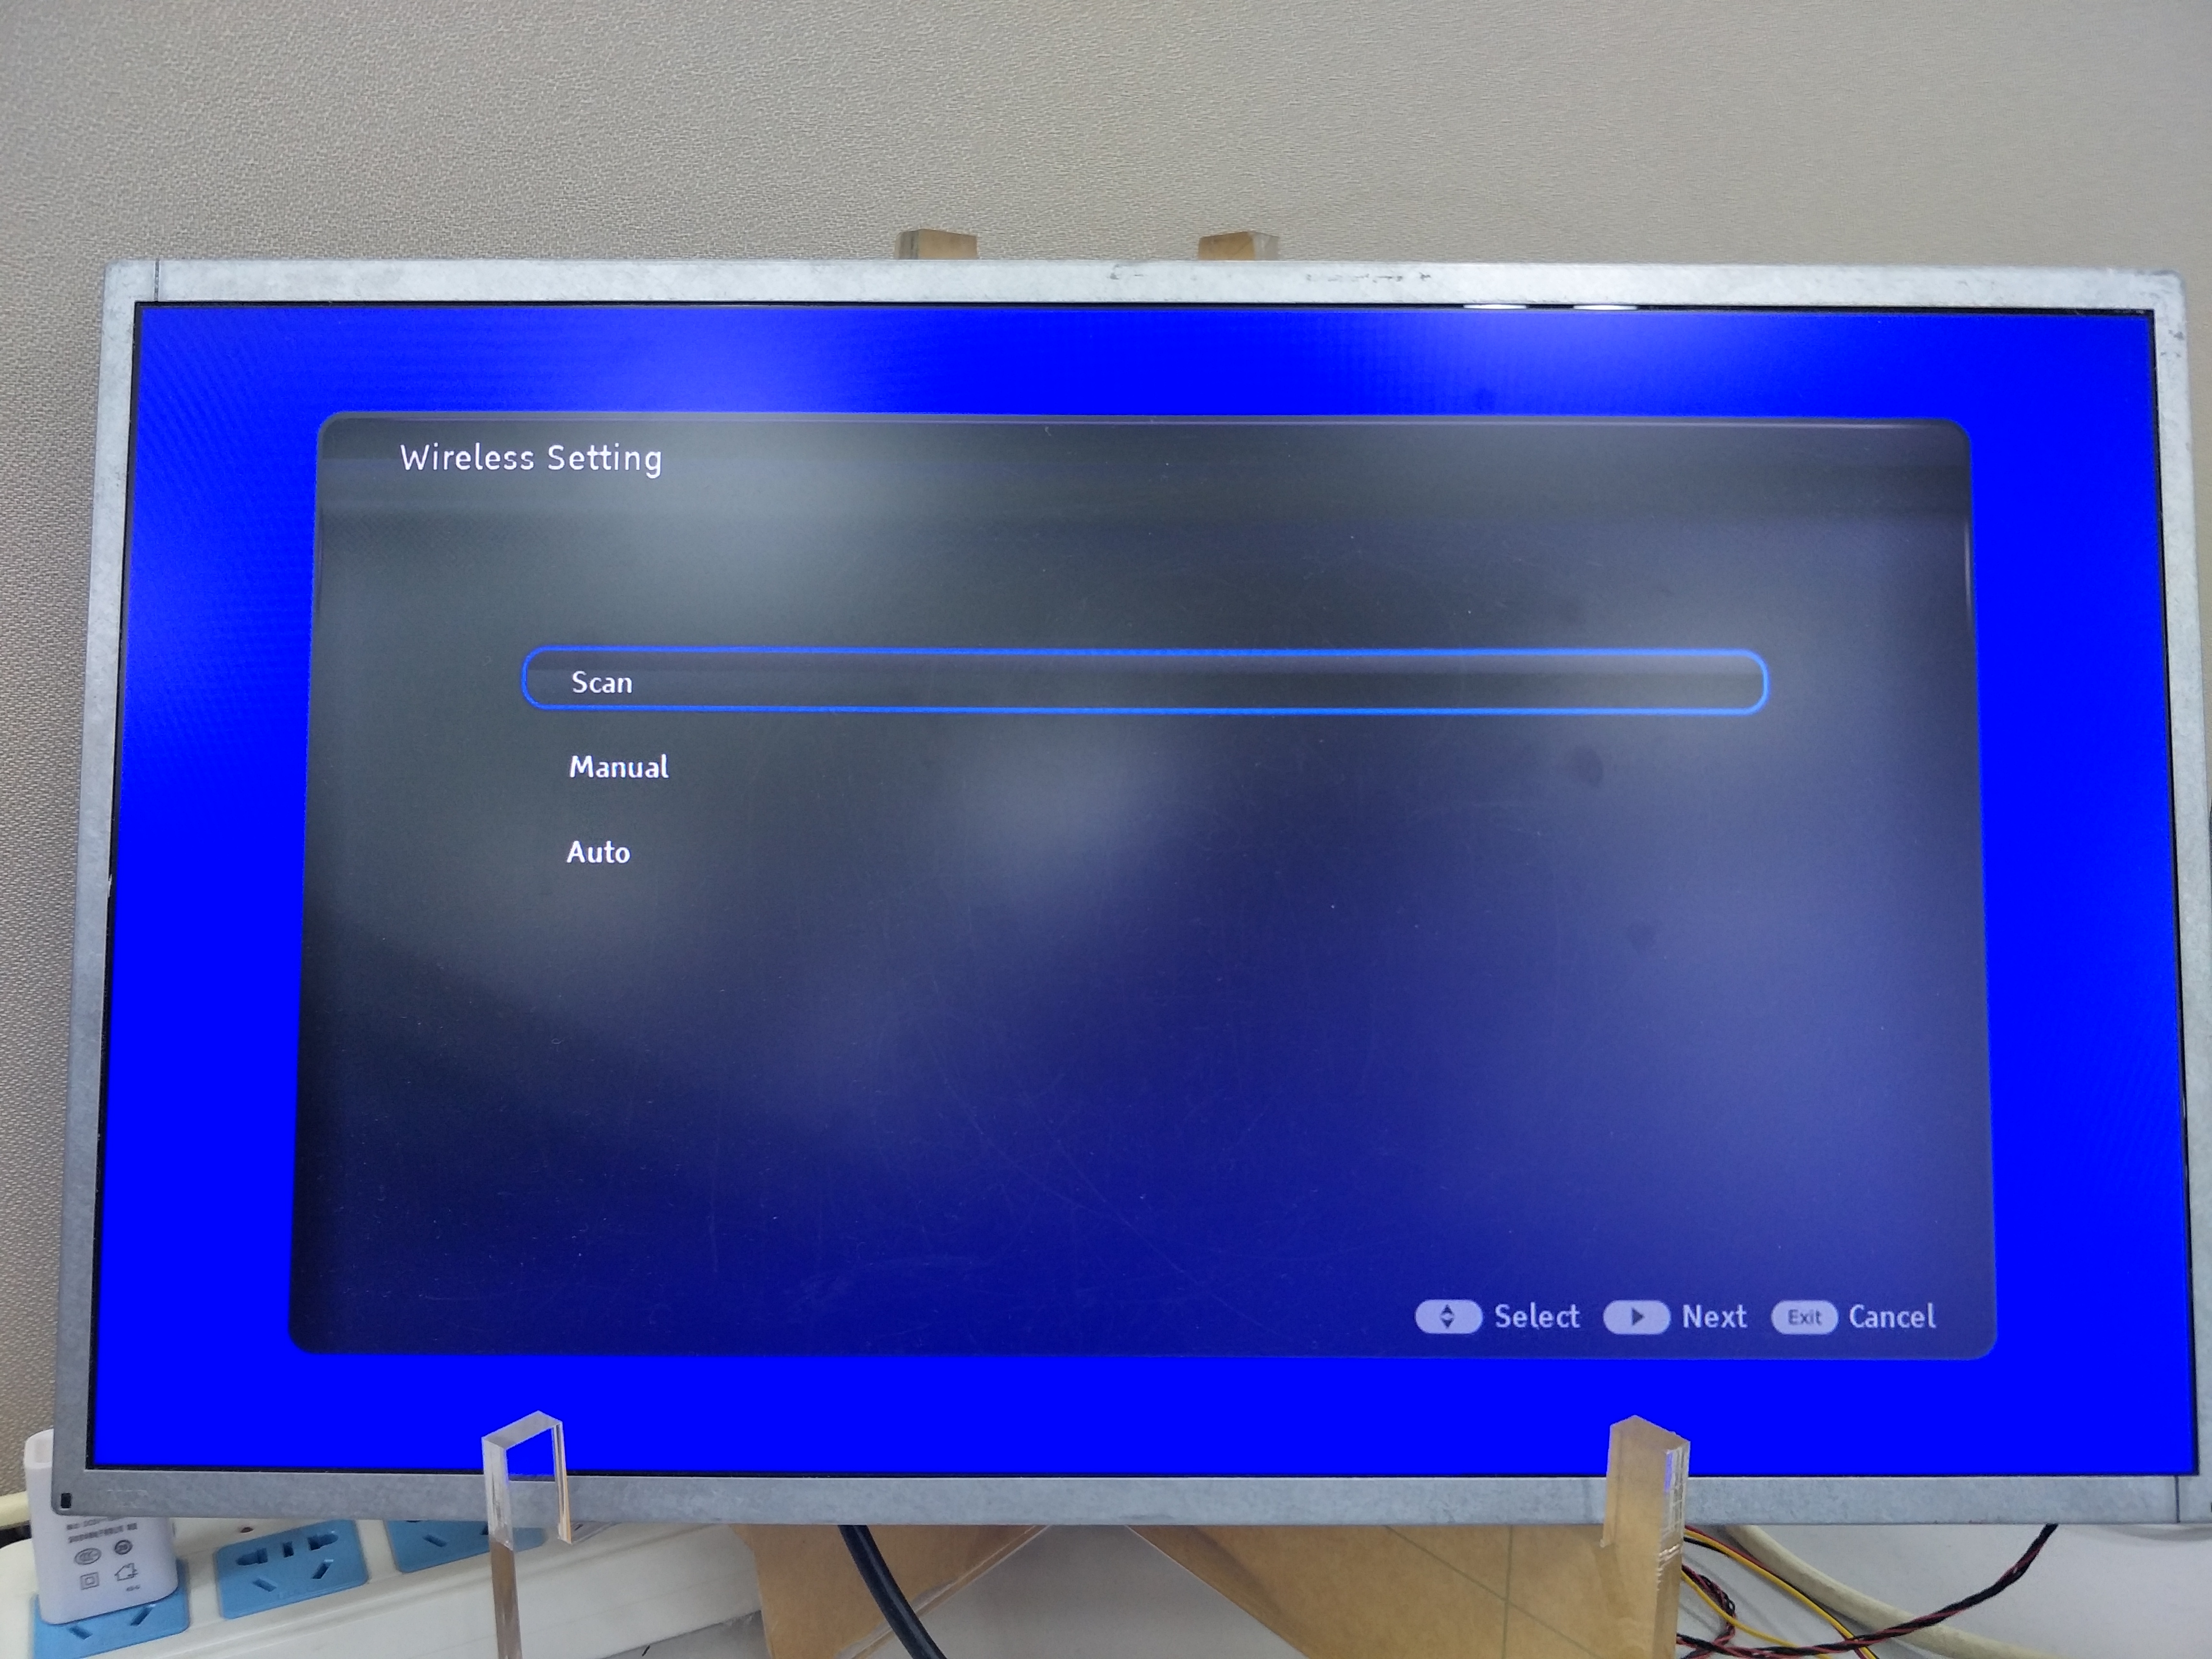 Wireless Setting
Scan
Manual
Auto
Select Next Exit Cancel